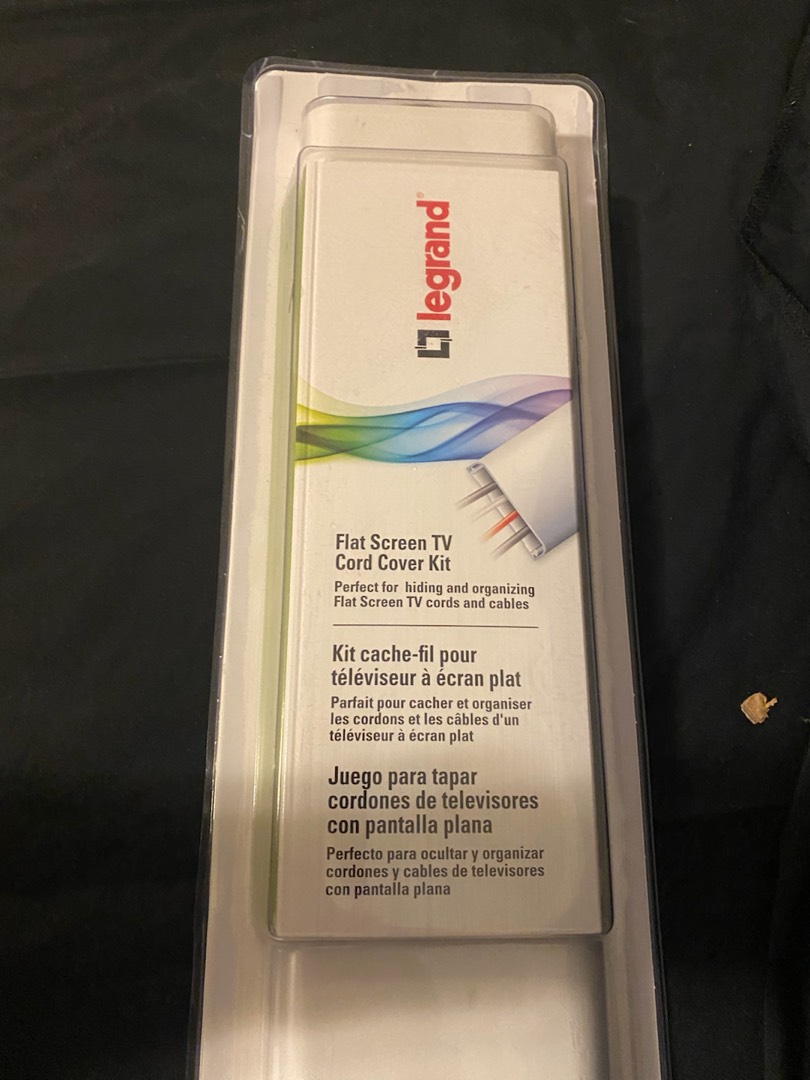 legrand®
Flat Screen TV
Cord Cover Kit
Perfect for hiding and organizing
Flat Screen TV cords and cables
Kit cache-fil pour
téléviseur à écran plat
Parfait pour cacher et organiser
les cordons et les câbles d'un
téléviseur à écran plat
Juego para tapar
cordones de televisores
con pantalla plana
Perfecto para ocultar y organizar
cordones y cables de televisores
con pantalla plana